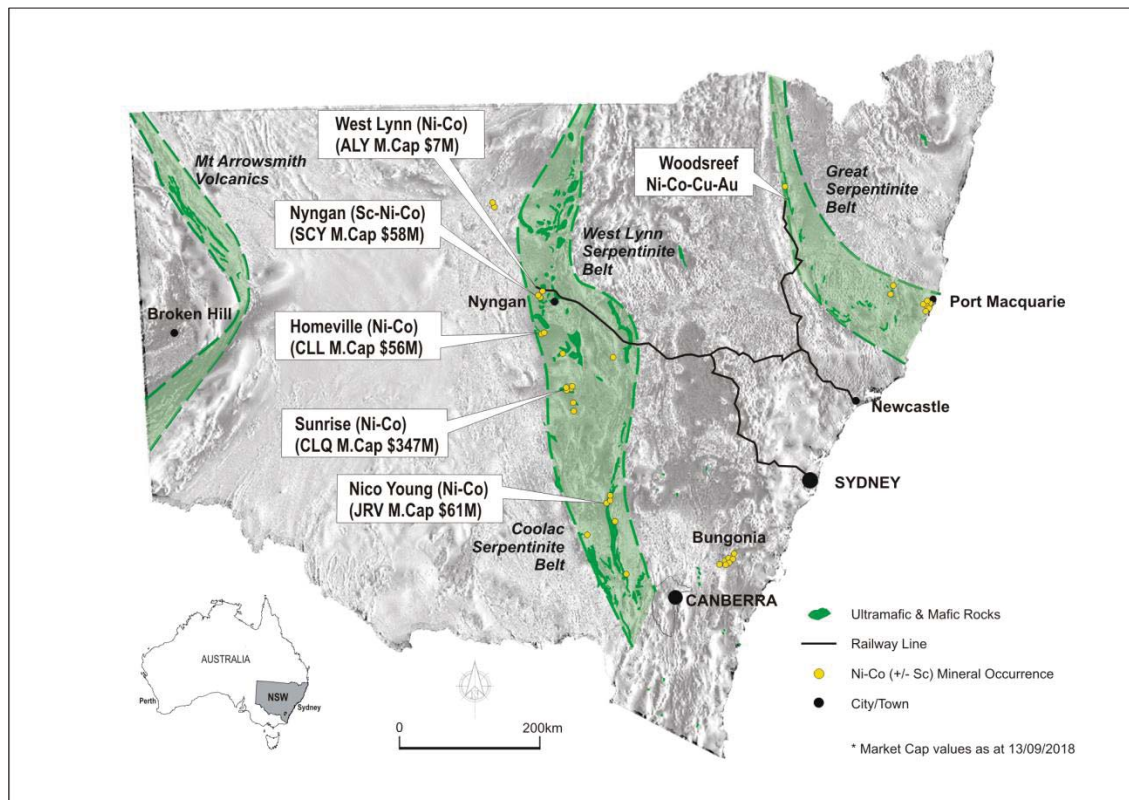 West Lynn (Ni-Co)
(ALY M.Cap $7M)
Mt Arrowsmith
Volcanics
Woodsreef
Ni-Co-Cu-Au
Great
Serpentinite
Belt
Nyngan (Sc-Ni-Co)
(SCY M.Cap $58M)
West Lynn
Serpentinite
Belt
Nyngan
Port Macquarie
Broken Hill
Homeville (Ni-Co)
(CLL M.Cap $56M)
Newcastle
Sunrise (Ni-Co)
(CLQ M.Cap $347M)
SYDNEY
Nico Young (Ni-Co)
(JRV M.Cap $61M)
Coolac
Serpentinite
Belt
Bungonia
CANBERRA
Ultramafic & Mafic Rocks
Railway Line
Ni-Co (+/- Sc) Mineral Occurrence
City/Town
* Market Cap values as at 13/09/2018
AUSTRALIA
NSW
Perth
Sydney
0
200km